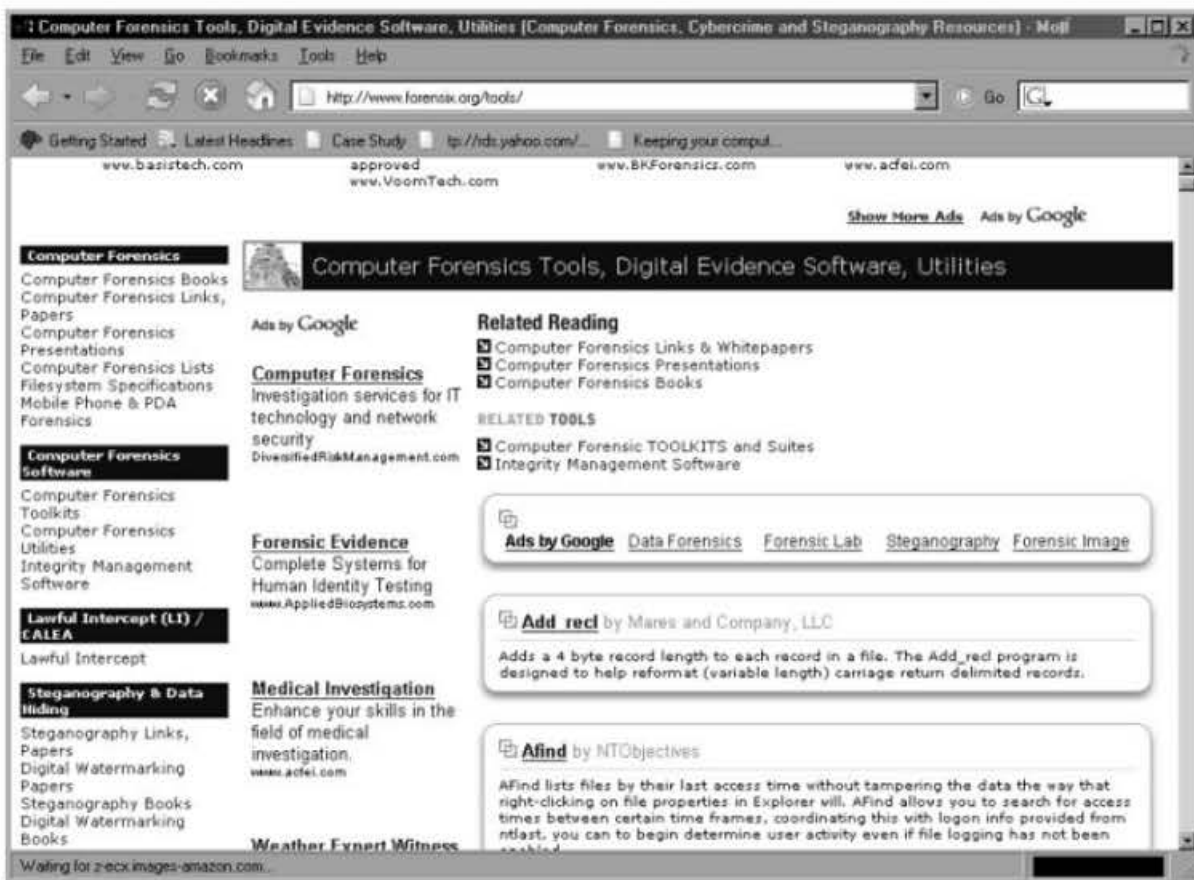 Computer Forensics Tools, Digital Evidence Software, Utilities [Computer Forensics, Cybercrime and Steganography Resources] - Mozil
File Edit View Go Bookmarks Tools Help
http://www.forensix.org/tools/
Go
G
Getting Started Latest Headlines Case Study tp://rds.yahoo.com/... Keeping your comput...
www.basistech.com approved www.BKForensics.com www.acfei.com
www.VoomTech.com
Show More Ads Ads by Google
Computer Forensics Tools, Digital Evidence Software, Utilities
Computer Forensics
Computer Forensics Books
Computer Forensics Links,
Papers
Computer Forensics
Presentations
Computer Forensics Lists
Filesystem Specifications
Mobile Phone & PDA
Forensics
Computer Forensics
Software
Computer Forensics
Toolkits
Computer Forensics
Utilities
Integrity Management
Software
Lawful Intercept (LI) /
CALEA
Lawful Intercept
Steganography & Data
Hiding
Steganography Links,
Papers
Digital Watermarking
Papers
Steganography Books
Digital Watermarking
Books
Ads by Google
Computer Forensics
Investigation services for IT
technology and network
security
DiversifiedRiskManagement.com
Forensic Evidence
Complete Systems for
Human Identity Testing
www.AppliedBiosystems.com
Medical Investigation
Enhance your skills in the
field of medical
investigation.
www.acfei.com
Weather Expert Witness
Related Reading
Computer Forensics Links & Whitepapers
Computer Forensics Presentations
Computer Forensics Books
RELATED TOOLS
Computer Forensic TOOLKITS and Suites
Integrity Management Software
Ads by Google Data Forensics Forensic Lab Steganography Forensic Image
Add_recl by Mares and Company, LLC
Adds a 4 byte record length to each record in a file. The Add_recl program is
designed to help reformat (variable length) carriage return delimited records.
Afind by NTObjectives
AFind lists files by their last access time without tampering the data the way that
right-clicking on file properties in Explorer will. AFind allows you to search for access
times between certain time frames, coordinating this with logon info provided from
ntlast, you can to begin determine user activity even if file logging has not been
enabled.
Waiting for z-ecx.images-amazon.com...